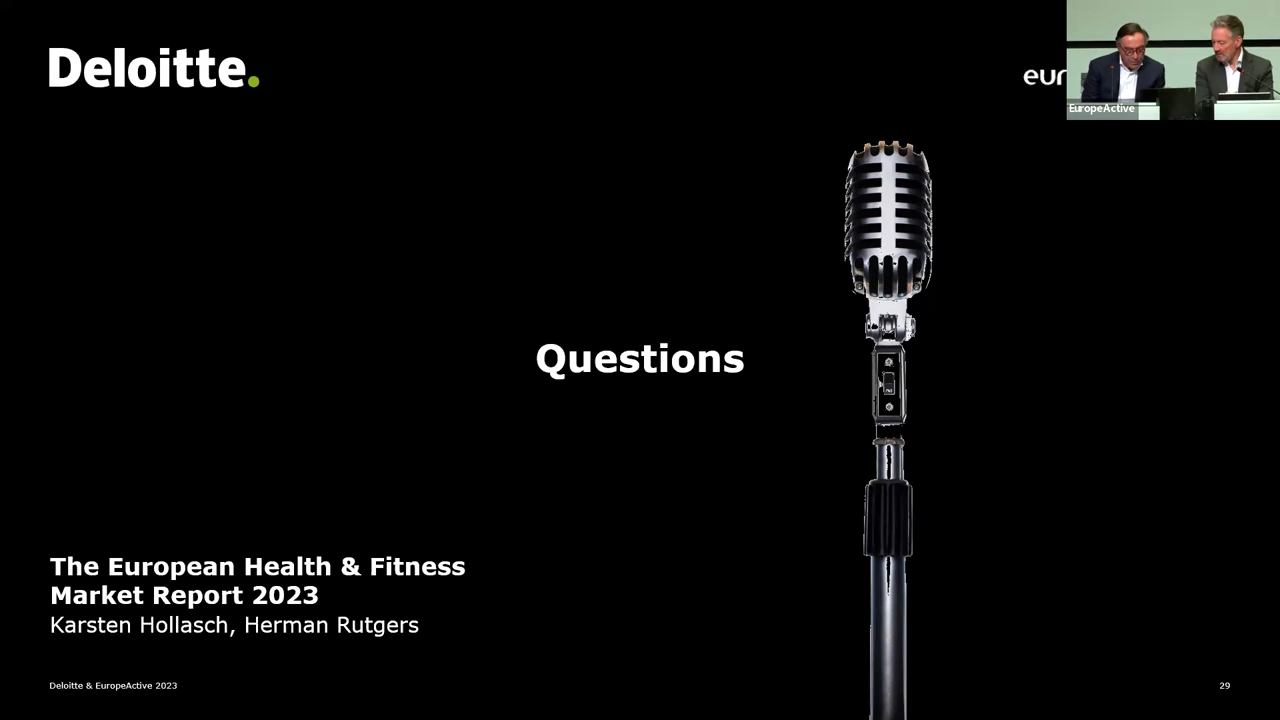 Deloitte.
eur
EuropeActive
Questions
The European Health & Fitness
Market Report 2023
Karsten Hollasch, Herman Rutgers
Deloitte & EuropeActive 2023
29